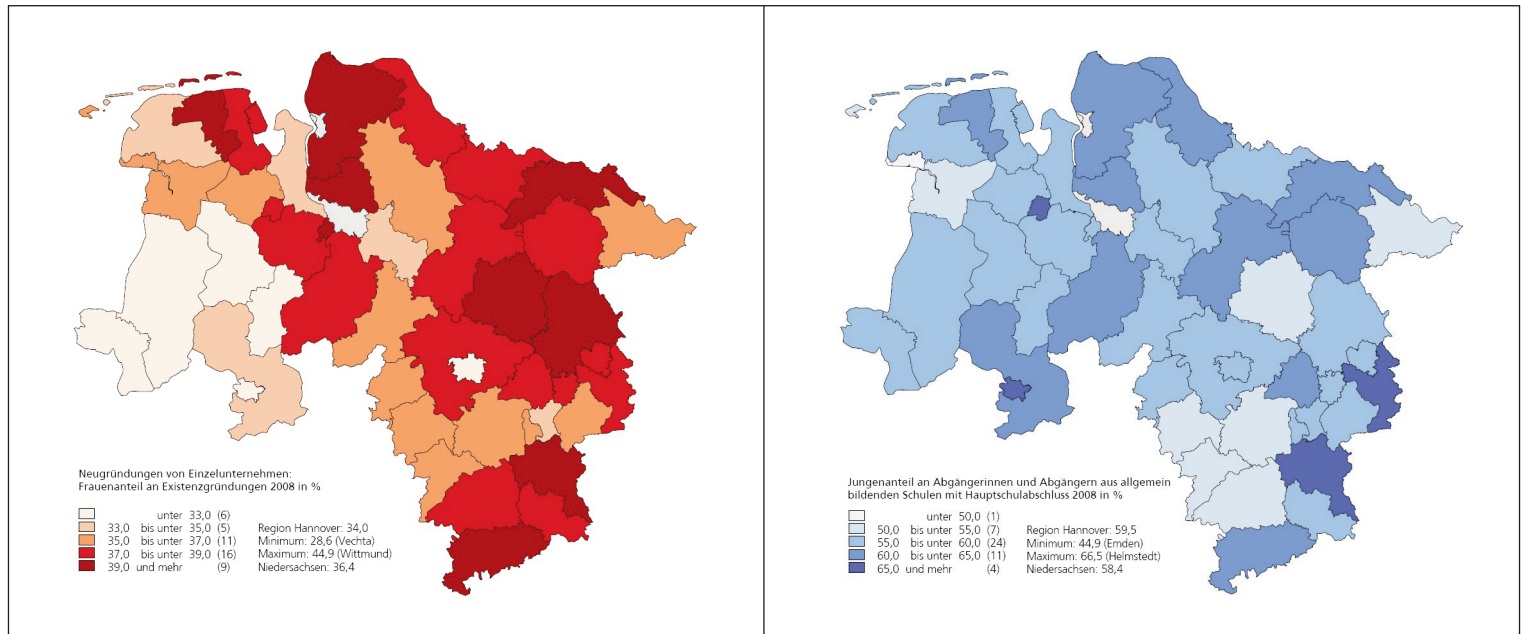 Neugründungen von Einzelunternehmen:
Frauenanteil an Existenzgründungen 2008 in %
unter 33,0 (6)
33,0 bis unter 35,0 (5) Region Hannover: 34,0
35,0 bis unter 37,0 (11) Minimum: 28,6 (Vechta)
37,0 bis unter 39,0 (16) Maximum: 44,9 (Wittmund)
39,0 und mehr (9) Niedersachsen: 36,4
Jungenanteil an Abgängerinnen und Abgängern aus allgemein
bildenden Schulen mit Hauptschulabschluss 2008 in %
unter 50,0 (1)
50,0 bis unter 55,0 (7) Region Hannover: 59,5
55,0 bis unter 60,0 (24) Minimum: 44,9 (Emden)
60,0 bis unter 65,0 (11) Maximum: 66,5 (Helmstedt)
65,0 und mehr (4) Niedersachsen: 58,4